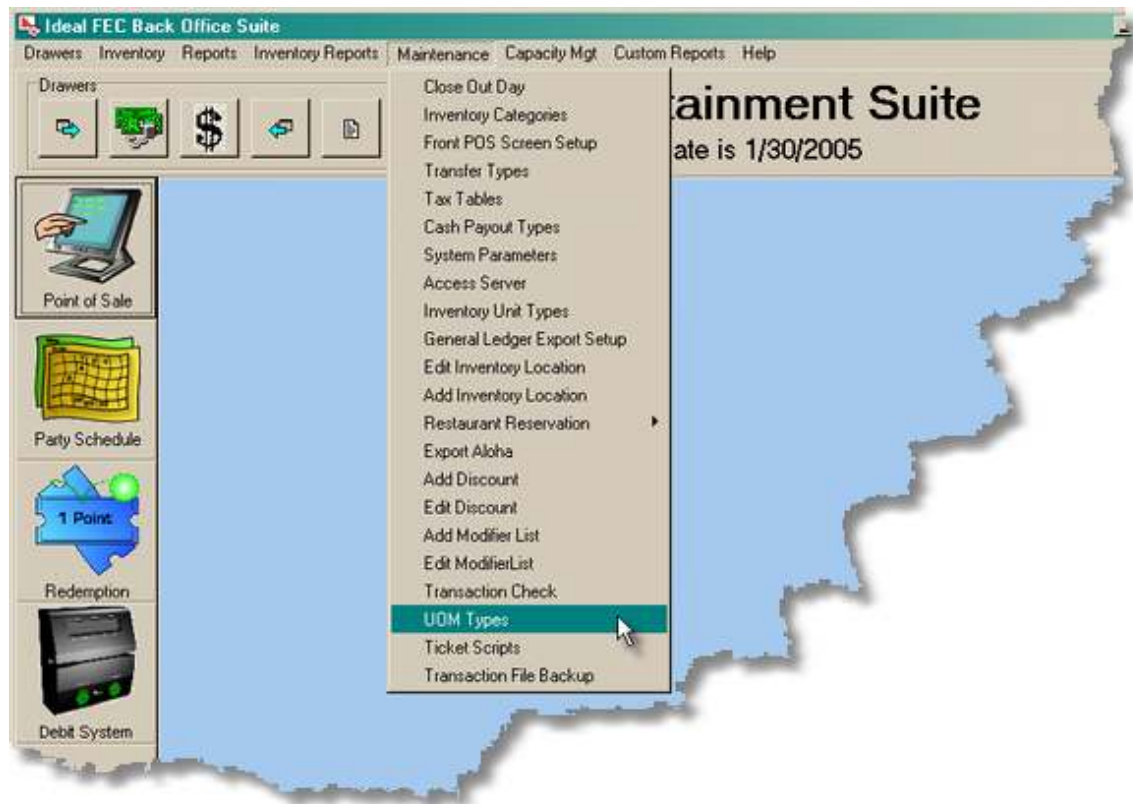 Ideal FEC Back Office Suite
Drawers Inventory Reports Inventory Reports Maintenance Capacity Mgt Custom Reports Help
Drawers
$
tainment Suite
ate is 1/30/2005
Close Out Day
Inventory Categories
Front POS Screen Setup
Transfer Types
Tax Tables
Cash Payout Types
System Parameters
Access Server
Inventory Unit Types
General Ledger Export Setup
Edit Inventory Location
Add Inventory Location
Restaurant Reservation
Export Aloha
Add Discount
Edit Discount
Add Modifier List
Edit ModifierList
Transaction Check
UOM Types
Ticket Scripts
Transaction File Backup
Point of Sale
Party Schedule
1 Point
Redemption
Debit System